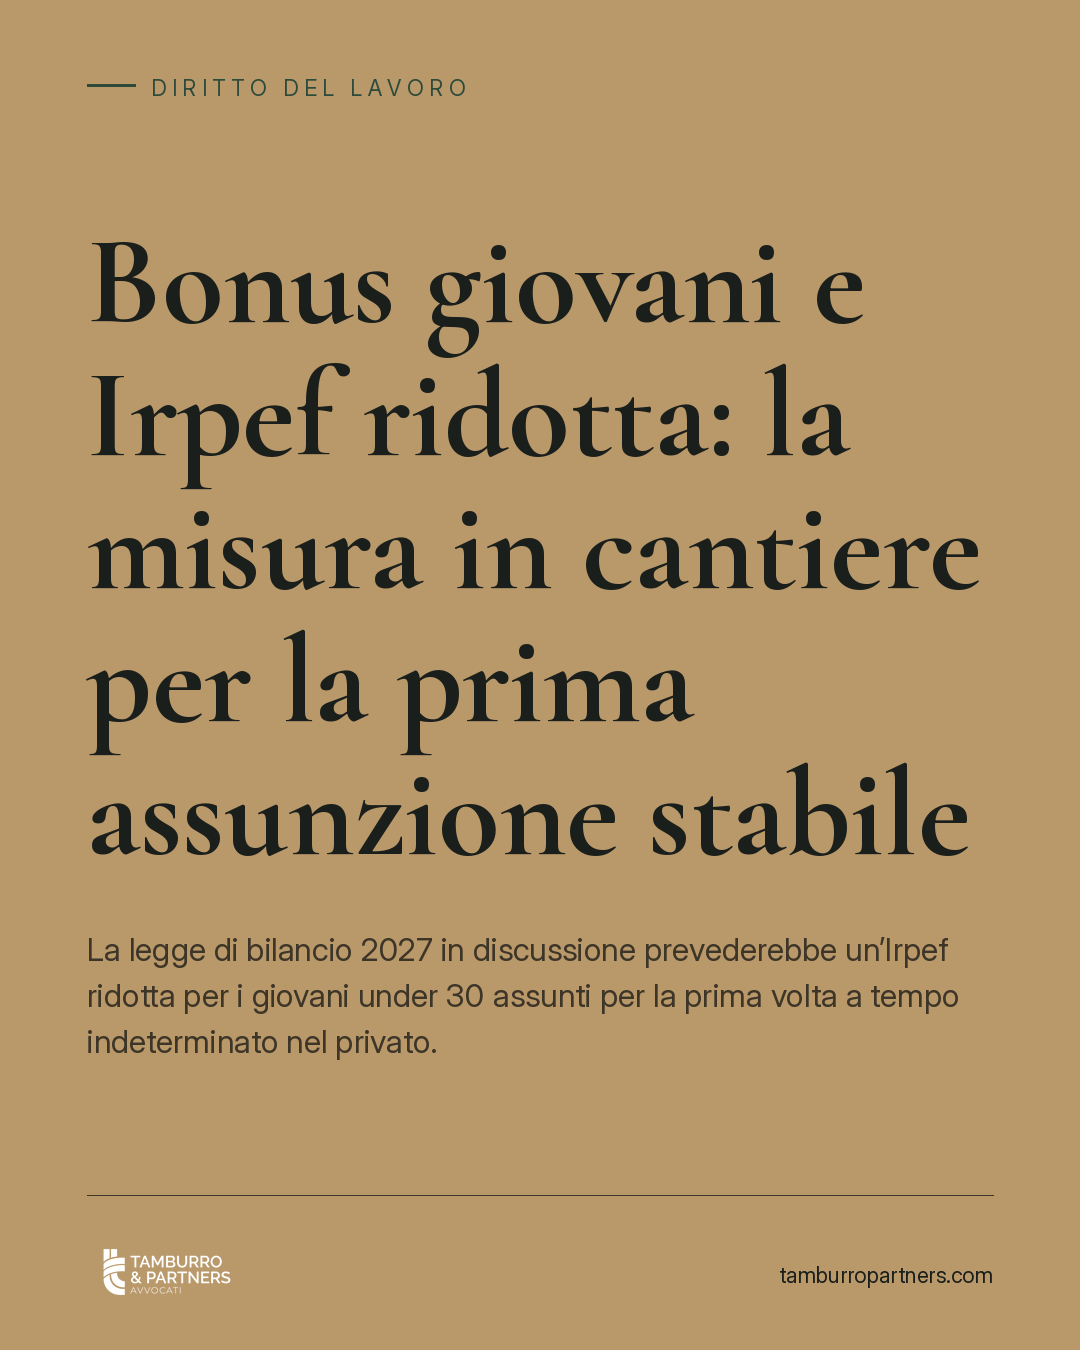 DIRITTO DEL LAVORO
Bonus giovani e
Irpef ridotta: la
misura in cantiere
per la prima
assunzione stabile
La legge di bilancio 2027 in discussione prevederebbe un’Irpef
ridotta per i giovani under 30 assunti per la prima volta a tempo
indeterminato nel privato.
TAMBURRO
& PARTNERS
AVVOCATI
tamburropartners.com